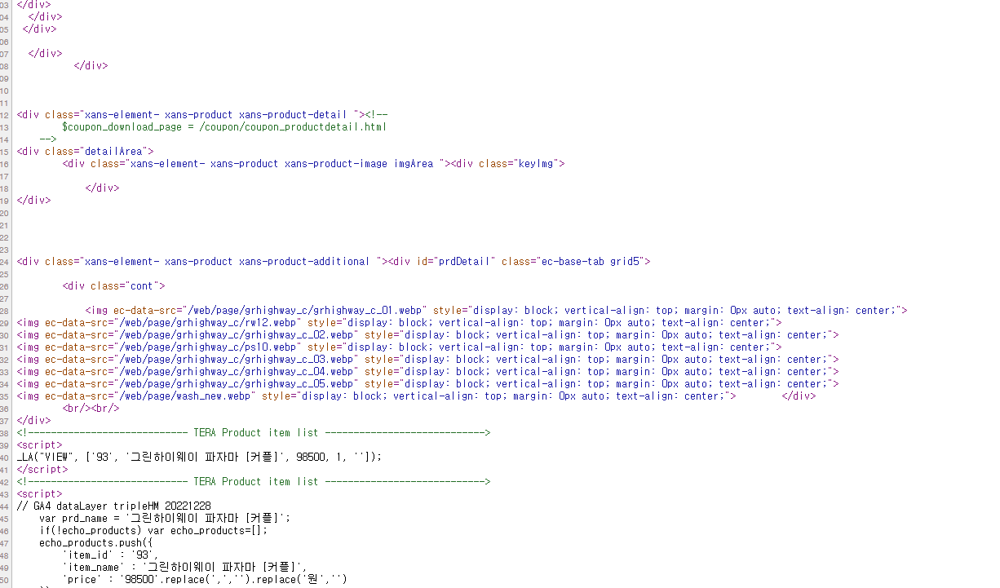 03 </div>
04 </div>
05 </div>
06
07 </div>
08 </div>
09
10
11
12 <div class="xans-element- xans-product xans-product-detail "><!--
13 $coupon_download_page = /coupon/coupon_productdetail.html
14 -->
15 <div class="detailArea">
16 <div class="xans-element- xans-product xans-product-image imgArea "><div class="keyImg">
17
18 </div>
19 </div>
20
21
22
23
24 <div class="xans-element- xans-product xans-product-additional "><div id="prdDetail" class="ec-base-tab grid5">
25
26 <div class="cont">
27
28 <img ec-data-src="/web/page/grhighway_c/grhighway_c_01.webp" style="display: block; vertical-align: top; margin: 0px auto; text-align: center;">
29 <img ec-data-src="/web/page/grhighway_c/rw12.webp" style="display: block; vertical-align: top; margin: 0px auto; text-align: center;">
30 <img ec-data-src="/web/page/grhighway_c/grhighway_c_02.webp" style="display: block; vertical-align: top; margin: 0px auto; text-align: center;">
31 <img ec-data-src="/web/page/grhighway_c/ps10.webp" style="display: block; vertical-align: top; margin: 0px auto; text-align: center;">
32 <img ec-data-src="/web/page/grhighway_c/grhighway_c_03.webp" style="display: block; vertical-align: top; margin: 0px auto; text-align: center;">
33 <img ec-data-src="/web/page/grhighway_c/grhighway_c_04.webp" style="display: block; vertical-align: top; margin: 0px auto; text-align: center;">
34 <img ec-data-src="/web/page/grhighway_c/grhighway_c_05.webp" style="display: block; vertical-align: top; margin: 0px auto; text-align: center;">
35 <img ec-data-src="/web/page/wash_new.webp" style="display: block; vertical-align: top; margin: 0px auto; text-align: center;"> </div>
36 <br/><br/>
37 </div>
38 <!---------------------------- TERA Product item list ---------------------------->
39 <script>
40 _LA("VIEW", ['93', '그린하이웨이 파자마 [커플]', 98500, 1, '']);
41 </script>
42 <!---------------------------- TERA Product item list ---------------------------->
43 <script>
44 // GA4 dataLayer tripleHM 20221228
45 var prd_name = '그린하이웨이 파자마 [커플]';
46 if(!echo_products) var echo_products=[];
47 echo_products.push({
48 'item_id' : '93',
49 'item_name' : '그린하이웨이 파자마 [커플]',
50 'price' : '98500'.replace(',','').replace('원','')